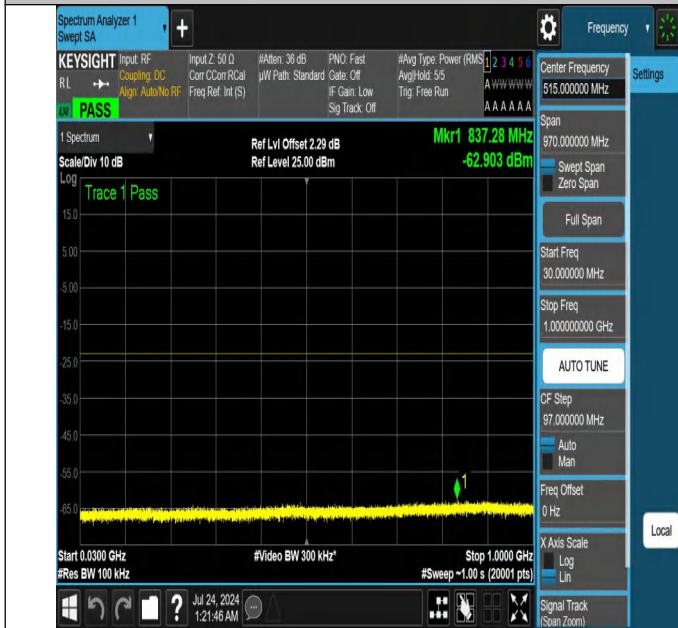 Spectrum Analyzer 1
Swept SA
+
Frequency
KEYSIGHT
Input: RF
Input Z: 50 Ω
#Atten: 36 dB
PNO: Fast
#Avg Type: Power (RMS
1 2 3 4 5 6
RL
Coupling: DC
Corr CCorr RCal
µW Path: Standard
Gate: Off
Avg|Hold: 5/5
A W W W W W
Align: Auto/No RF
Freq Ref: Int (S)
IF Gain: Low
Trig: Free Run
Sig Track: Off
A A A A A A
LXI
PASS
1 Spectrum
Ref Lvl Offset 2.29 dB
Mkr1 837.28 MHz
Scale/Div 10 dB
Ref Level 25.00 dBm
-62.903 dBm
Log
Trace 1 Pass
15.0
5.00
-5.00
-15.0
-25.0
-35.0
-45.0
-55.0
1
-65.0
Start 0.0300 GHz
#Video BW 300 kHz*
Stop 1.0000 GHz
#Res BW 100 kHz
#Sweep ~1.00 s (20001 pts)
?
Jul 24, 2024
1:21:46 AM
Center Frequency
515.000000 MHz
Settings
Span
970.000000 MHz
Swept Span
Zero Span
Full Span
Start Freq
30.000000 MHz
Stop Freq
1.000000000 GHz
AUTO TUNE
CF Step
97.000000 MHz
Auto
Man
Freq Offset
0 Hz
Local
X Axis Scale
Log
Lin
Signal Track
(Span Zoom)